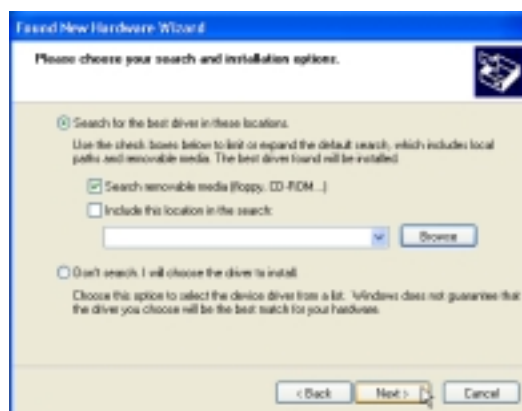 Found New Hardware Wizard
Please choose your search and installation options.
Search for the best driver in these locations.
Use the check boxes below to limit or expand the default search, which includes local
paths and removable media. The best driver found will be installed.
Search removable media (floppy, CD-ROM...)
Include this location in the search:
Browse
Don't search. I will choose the driver to install.
Choose this option to select the device driver from a list. Windows does not guarantee that
the driver you choose will be the best match for your hardware.
< Back Next > Cancel